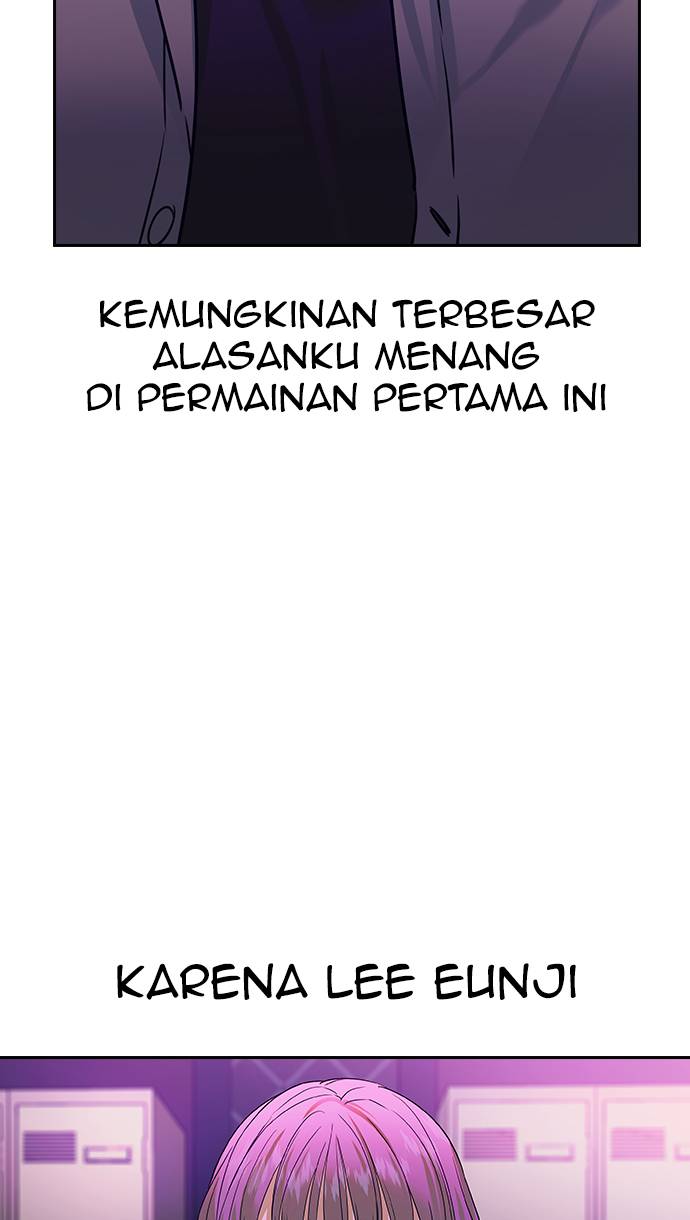 KEMUNGKINAN TERBESAR
ALASANKU MENANG
DI PERMAINAN PERTAMA INI
KARENA LEE EUNJI